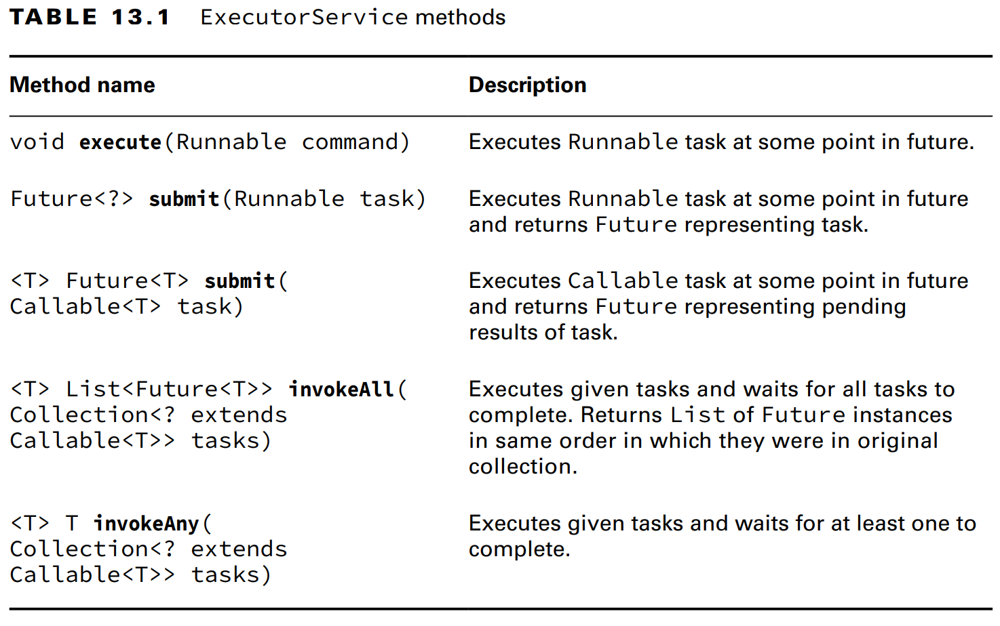 TABLE 13.1 ExecutorService methods
Method name Description
void execute(Runnable command) Executes Runnable task at some point in future.
Future<?> submit(Runnable task) Executes Runnable task at some point in future
and returns Future representing task.
<T> Future<T> submit( Executes Callable task at some point in future
Callable<T> task) and returns Future representing pending
results of task.
<T> List<Future<T>> invokeAll( Executes given tasks and waits for all tasks to
Collection<? extends complete. Returns List of Future instances
Callable<T>> tasks) in same order in which they were in original
collection.
<T> T invokeAny( Executes given tasks and waits for at least one to
Collection<? extends complete.
Callable<T>> tasks)